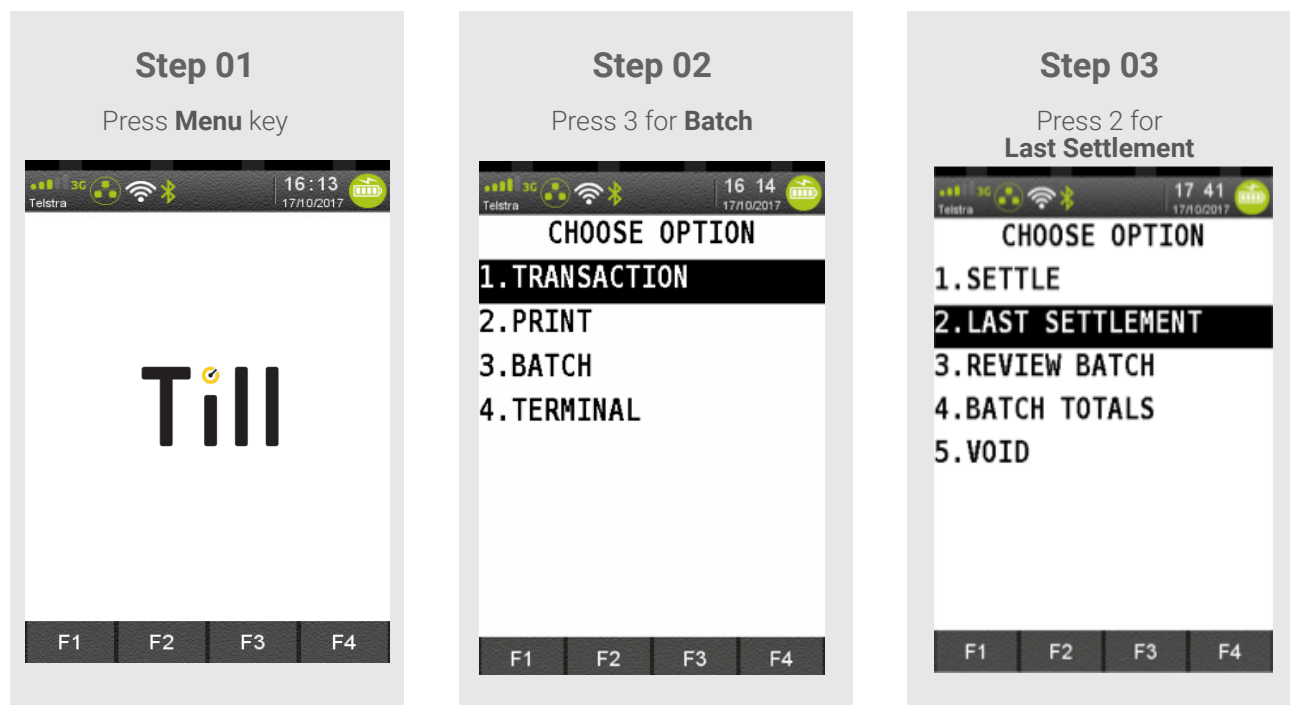 Step 01
Press Menu key
3G
Telstra
16:13
17/10/2017
Till
F1 F2 F3 F4
Step 02
Press 3 for Batch
3G
Telstra
16 14
17/10/2017
CHOOSE OPTION
1.TRANSACTION
2.PRINT
3.BATCH
4.TERMINAL
F1 F2 F3 F4
Step 03
Press 2 for
Last Settlement
3G
Telstra
17 41
17/10/2017
CHOOSE OPTION
1.SETTLE
2.LAST SETTLEMENT
3.REVIEW BATCH
4.BATCH TOTALS
5.VOID
F1 F2 F3 F4